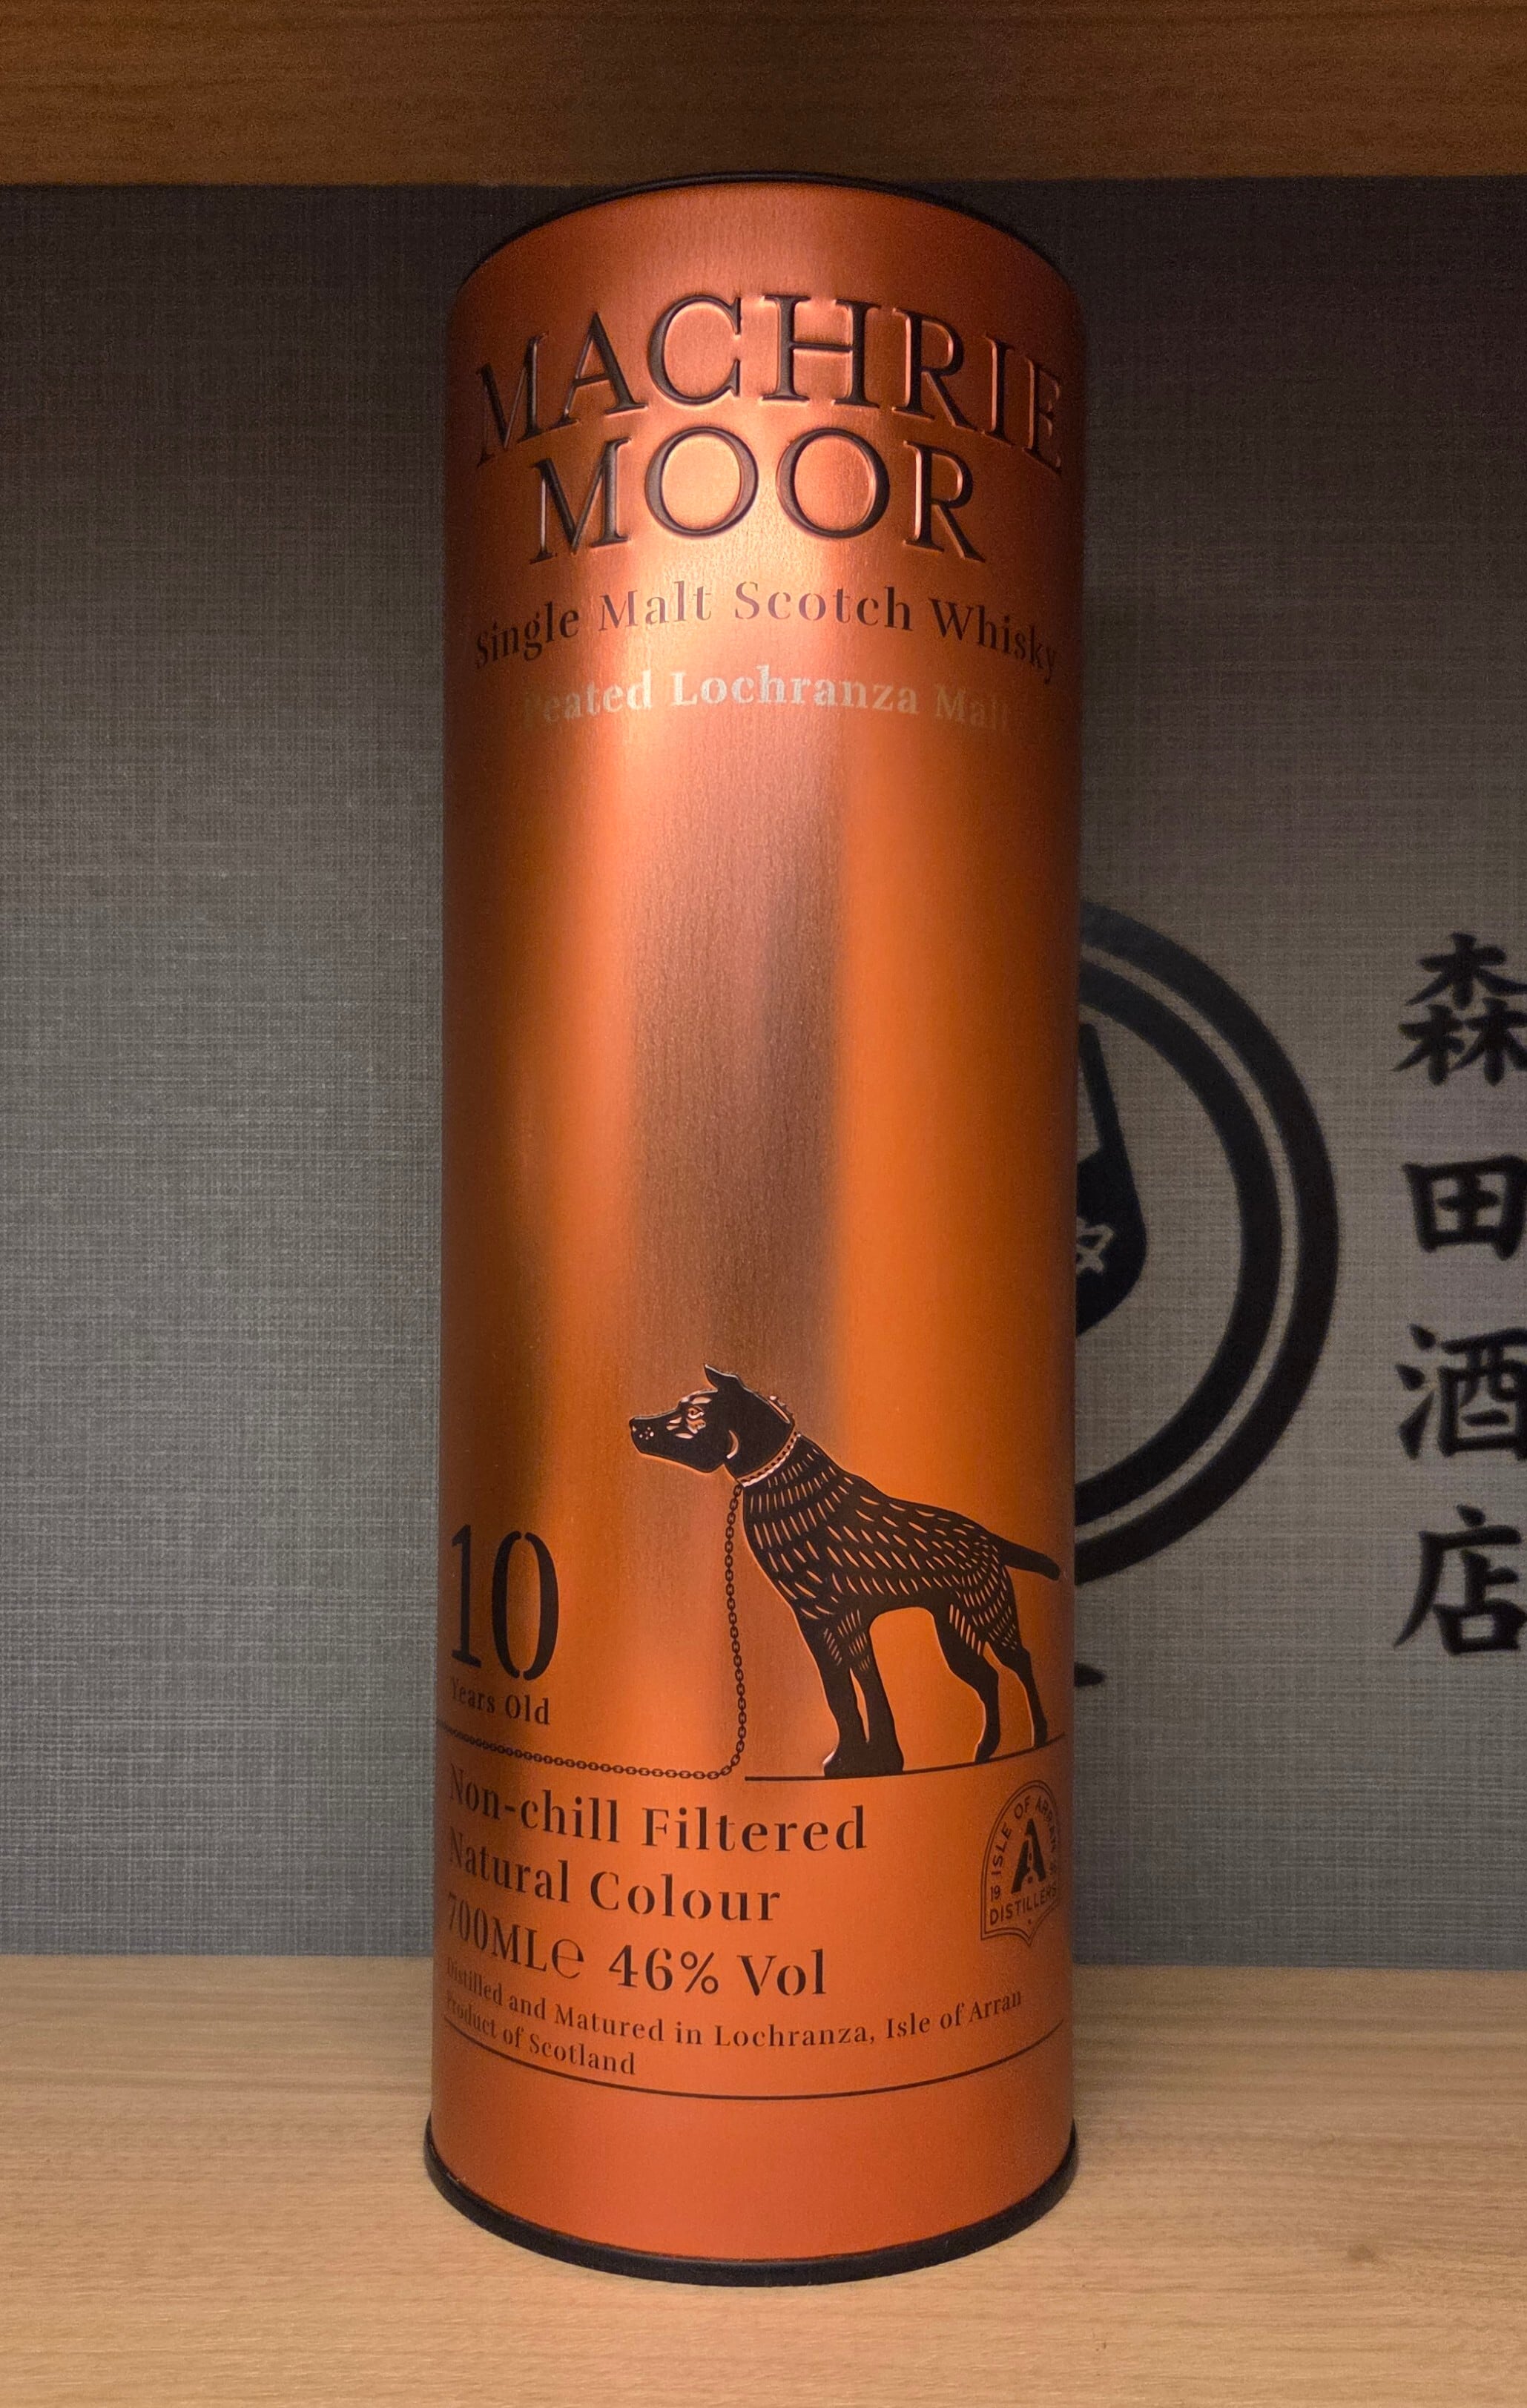 MACHRIE
MOOR
Single Malt Scotch Whisky
Peated Lochranza Malt
10
Years Old
Non-chill Filtered
Natural Colour
700MLe 46% Vol
Distilled and Matured in Lochranza, Isle of Arran
Product of Scotland
ISLE OF ARRAN
A
19
DISTILLERS
森田酒店